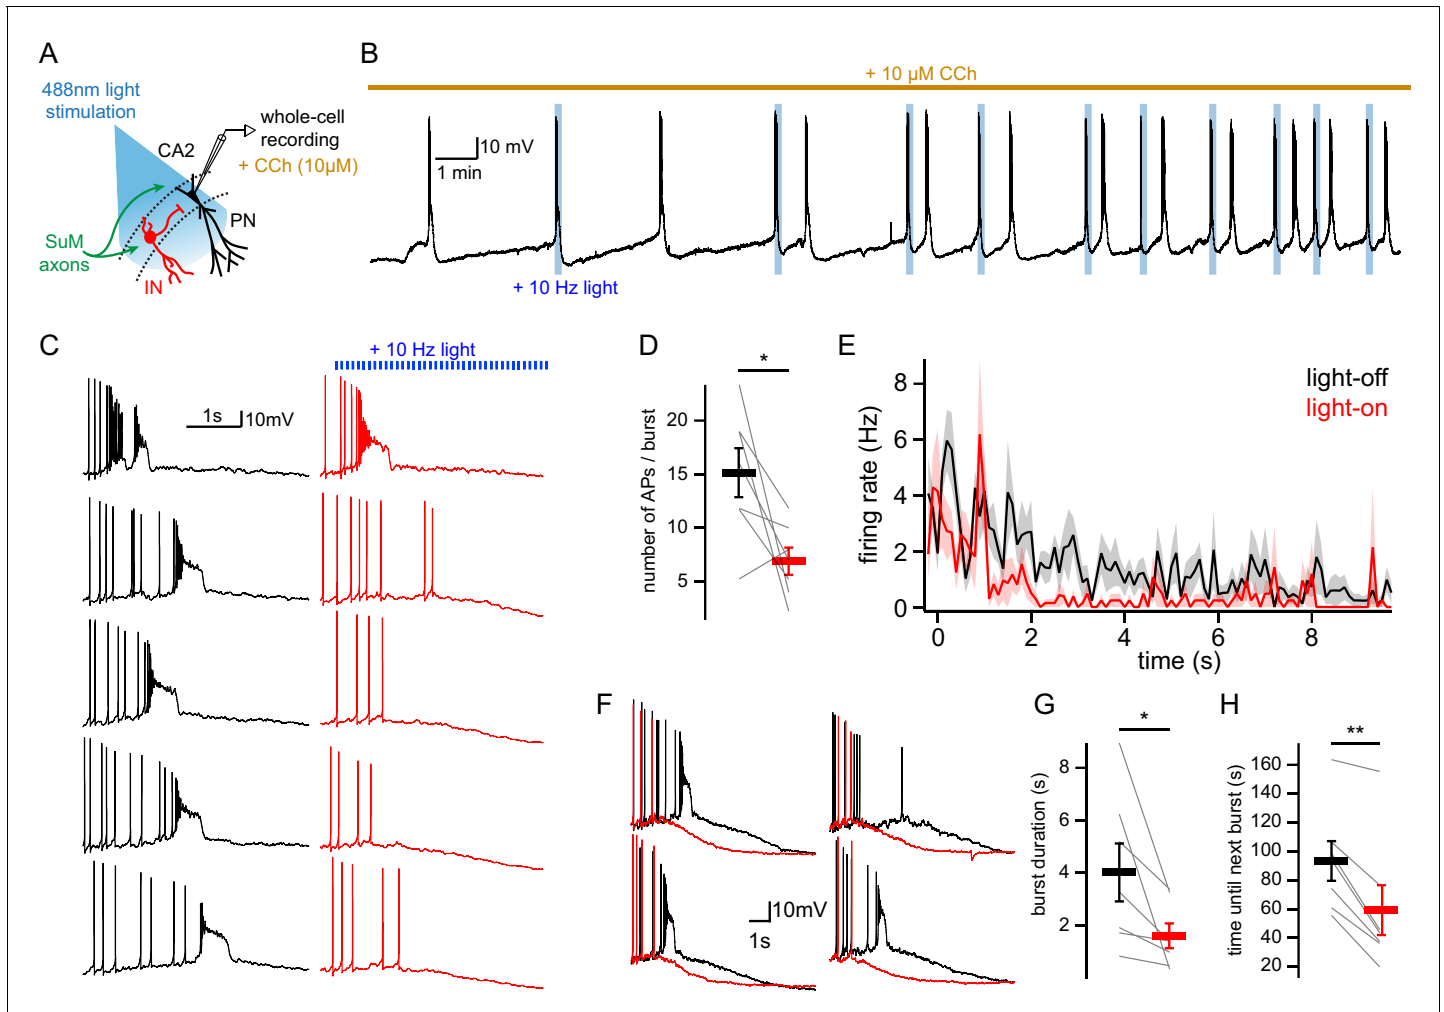 A
488nm light
stimulation
CA2
whole-cell
recording
+ CCh (10µM)
PN
SuM
axons
IN
B
+ 10 µM CCh
10 mV
1 min
+ 10 Hz light
C
+ 10 Hz light
1s
10mV
D
*
number of APs / burst
20
15
10
5
E
light-off
light-on
firing rate (Hz)
8
6
4
2
0
0 2 4 6 8
time (s)
F
10mV
1s
G
*
burst duration (s)
8
6
4
2
H
**
time until next burst (s)
160
140
120
100
80
60
40
20